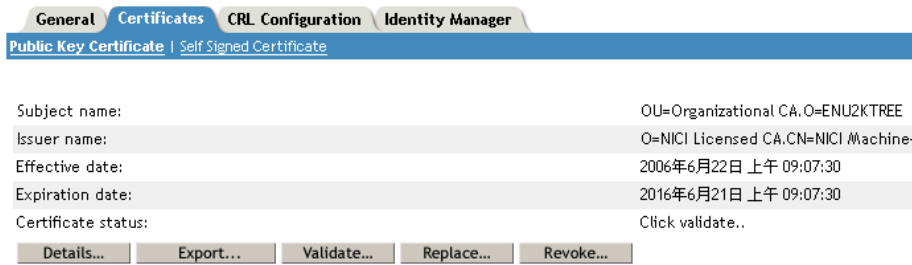 General Certificates CRL Configuration Identity Manager
Public Key Certificate | Self Signed Certificate
Subject name: OU=Organizational CA.O=ENU2KTREE
Issuer name: O=NICI Licensed CA.CN=NICI Machine-
Effective date: 2006年6月22日 上午 09:07:30
Expiration date: 2016年6月21日 上午 09:07:30
Certificate status: Click validate..
Details... Export... Validate... Replace... Revoke...